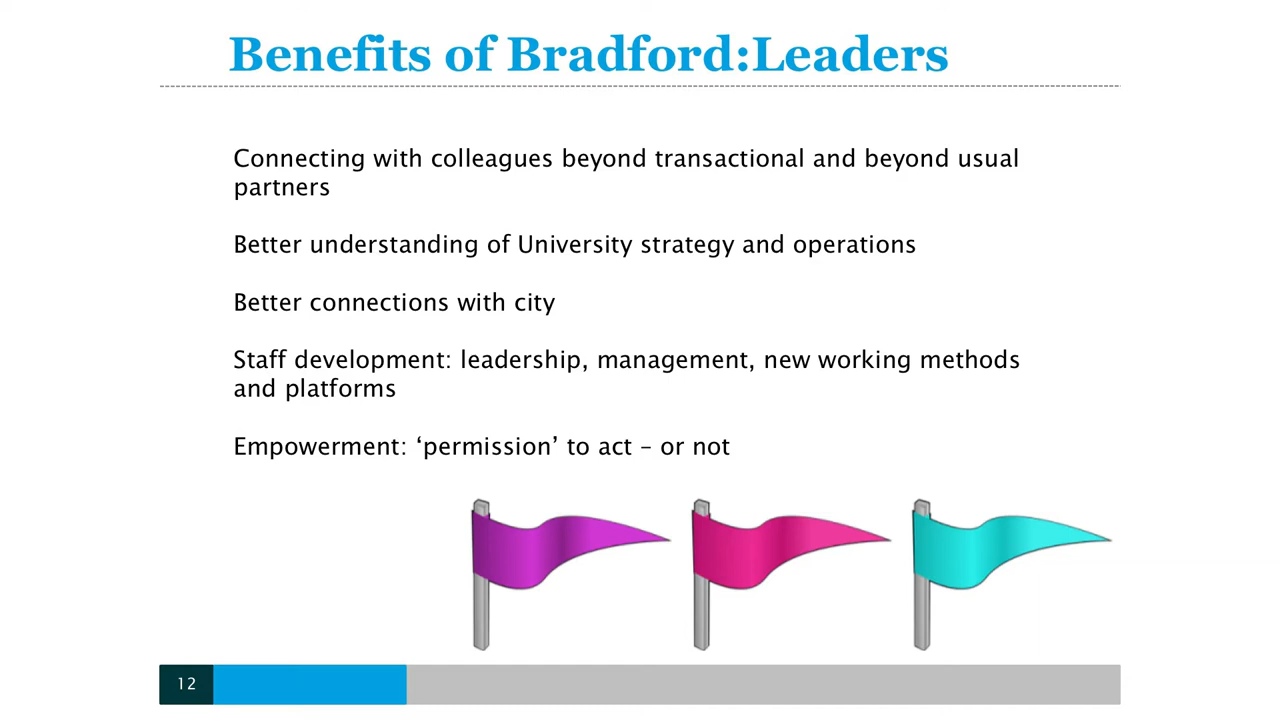 Benefits of Bradford:Leaders
Connecting with colleagues beyond transactional and beyond usual
partners
Better understanding of University strategy and operations
Better connections with city
Staff development: leadership, management, new working methods
and platforms
Empowerment: ‘permission’ to act – or not
12